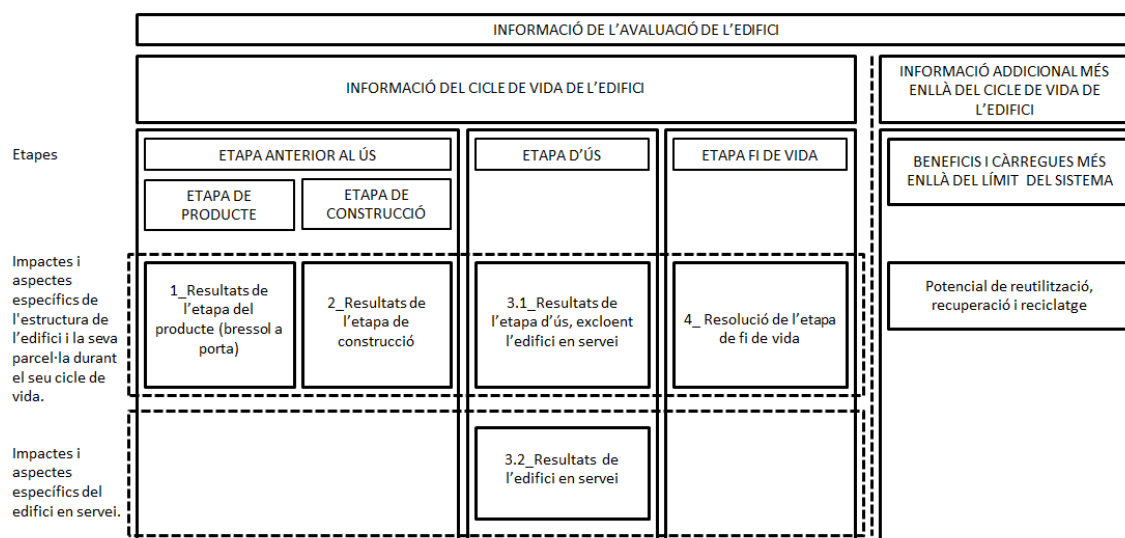 INFORMACIÓ DE L'AVALUACIÓ DE L'EDIFICI
INFORMACIÓ DEL CICLE DE VIDA DE L'EDIFICI
INFORMACIÓ ADDICIONAL MÉS
ENLLÀ DEL CICLE DE VIDA DE
L'EDIFICI
Etapes
ETAPA ANTERIOR AL ÚS
ETAPA D'ÚS
ETAPA FI DE VIDA
BENEFICIS I CÀRREGUES MÉS
ENLLÀ DEL LÍMIT DEL SISTEMA
ETAPA DE
PRODUCTE
ETAPA DE
CONSTRUCCIÓ
Impactes i
aspectes
específics de
l'estructura de
l'edifici i la seva
parcel·la durant
el seu cicle de
vida.
1_Resultats de
l'etapa del
producte (bressol a
porta)
2_Resultats de
l'etapa de
construcció
3.1_Resultats de
l'etapa d'ús, excloent
l'edifici en servei
4_ Resolució de l'etapa
de fi de vida
Potencial de reutilització,
recuperació i reciclatge
Impactes i
aspectes
específics del
edifici en servei.
3.2_Resultats de
l'edifici en servei